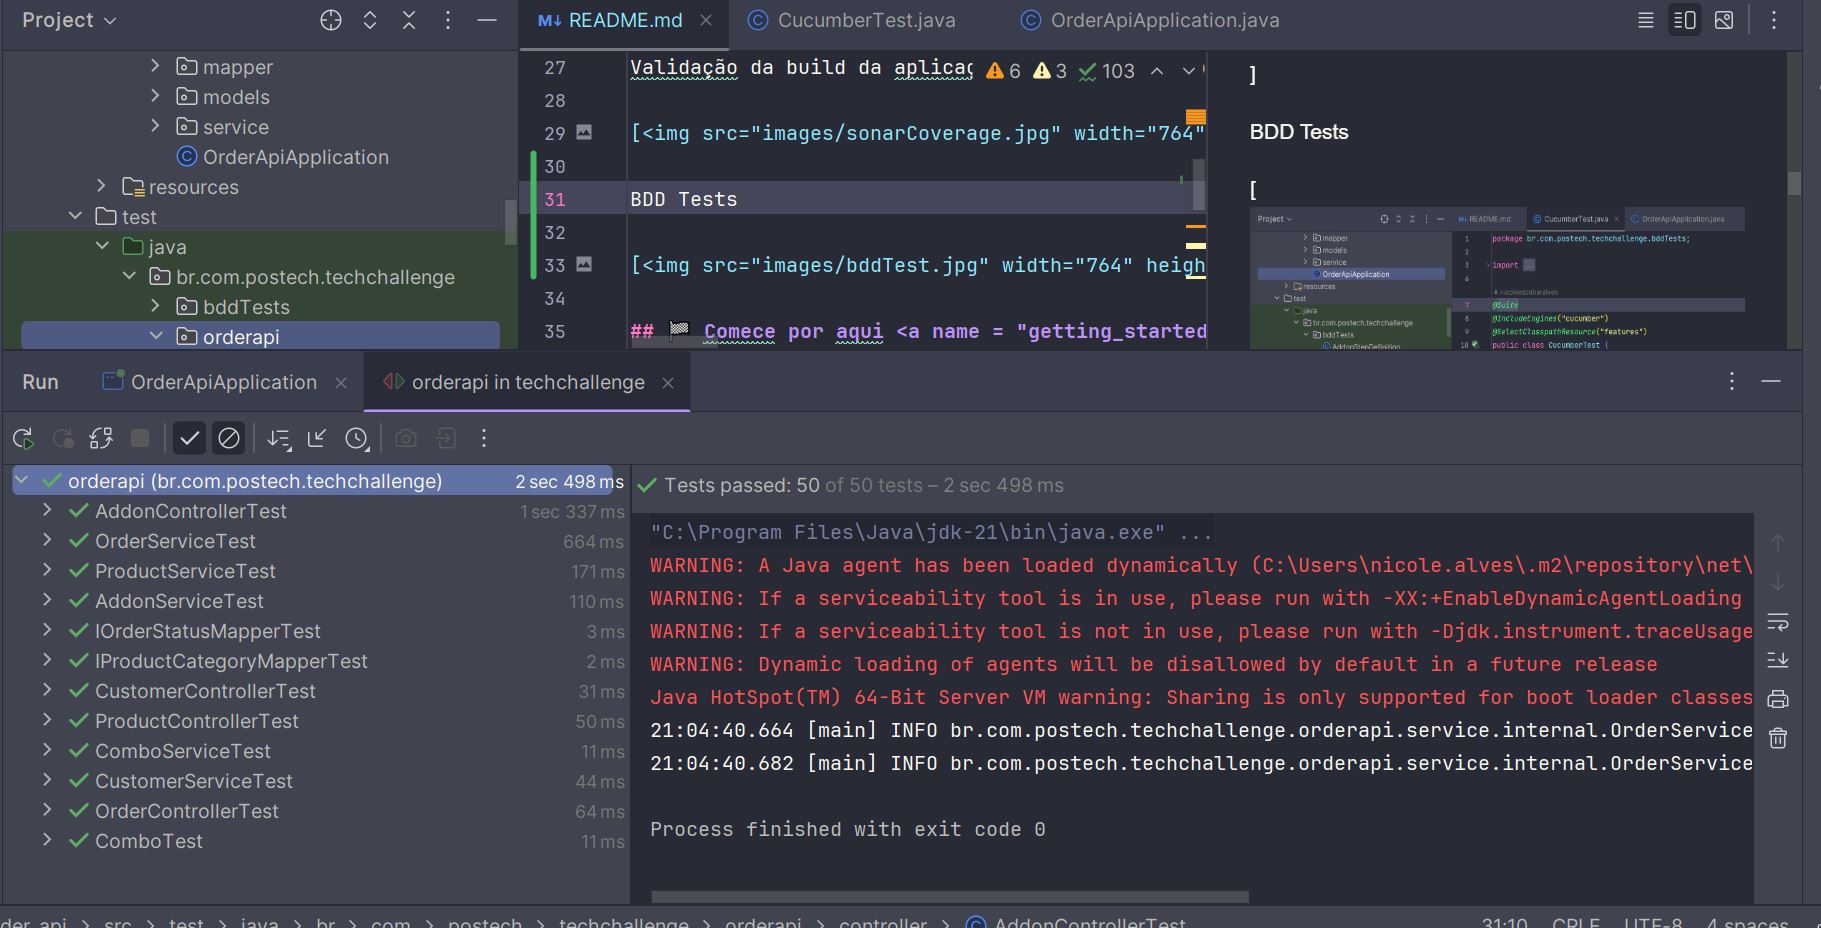 Project
README.md
CucumberTest.java
OrderApiApplication.java
mapper
models
service
OrderApiApplication
resources
test
java
br.com.postech.techchallenge
bddTests
orderapi
27 Validação da build da aplicaç 6 3 103
28
29 [<img src="images/sonarCoverage.jpg" width="764"
30
31 BDD Tests
32
33 [<img src="images/bddTest.jpg" width="764" heigh
34
35 ## 🏁 Comece por aqui <a name = "getting_started
]
BDD Tests
[
Project README.md CucumberTest.java OrderApiApplication.java
mapper
models
service
OrderApiApplication
resources
test
java
br.com.postech.techchallenge
bddTests
AddonStepDefinition
1 package br.com.postech.techchallenge.bddTests;
2
3 import
6
nicoleescobaralves
7 @Suite
8 @IncludeEngines("cucumber")
9 @SelectClasspathResource("features")
10 public class CucumberTest {
Run OrderApiApplication orderapi in techchallenge
orderapi (br.com.postech.techchallenge) 2 sec 498 ms
AddonControllerTest 1 sec 337 ms
OrderServiceTest 664 ms
ProductServiceTest 171 ms
AddonServiceTest 110 ms
IOrderStatusMapperTest 3 ms
IProductCategoryMapperTest 2 ms
CustomerControllerTest 31 ms
ProductControllerTest 50 ms
ComboServiceTest 11 ms
CustomerServiceTest 44 ms
OrderControllerTest 64 ms
ComboTest 11 ms
Tests passed: 50 of 50 tests – 2 sec 498 ms
"C:\Program Files\Java\jdk-21\bin\java.exe" ...
WARNING: A Java agent has been loaded dynamically (C:\Users\nicole.alves\.m2\repository\net\
WARNING: If a serviceability tool is in use, please run with -XX:+EnableDynamicAgentLoading
WARNING: If a serviceability tool is not in use, please run with -Djdk.instrument.traceUsage
WARNING: Dynamic loading of agents will be disallowed by default in a future release
Java HotSpot(TM) 64-Bit Server VM warning: Sharing is only supported for boot loader classes
21:04:40.664 [main] INFO br.com.postech.techchallenge.orderapi.service.internal.OrderService
21:04:40.682 [main] INFO br.com.postech.techchallenge.orderapi.service.internal.OrderService
Process finished with exit code 0
der_api > src > test > java > br > com > postech > techchallenge > orderapi > controller > AddonControllerTest 31:10 CRLF UTF-8 4 spaces